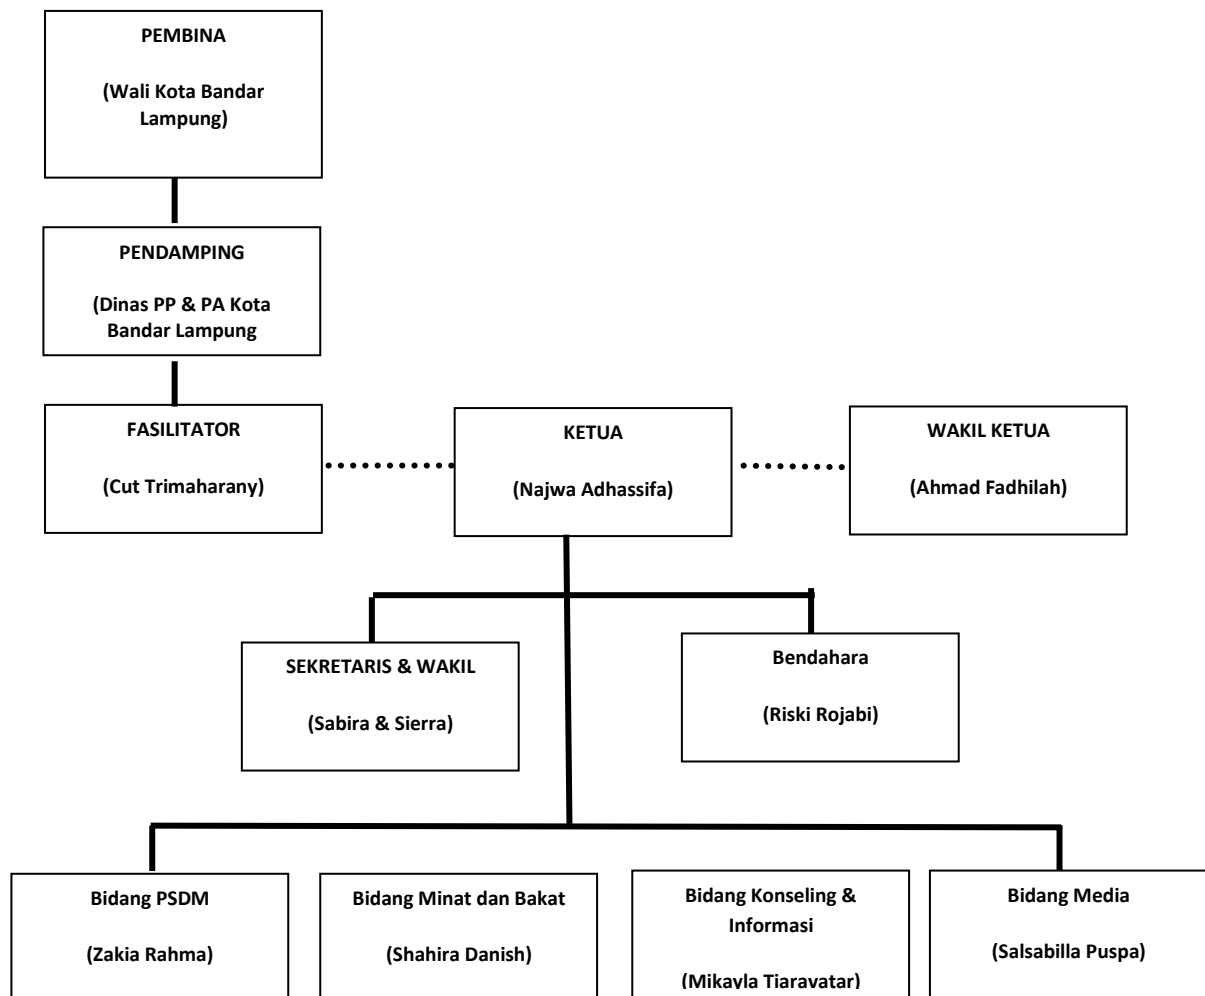 PEMBINA
(Wali Kota Bandar
Lampung)
PENDAMPING
(Dinas PP & PA Kota
Bandar Lampung
FASILITATOR
(Cut Trimaharany)
KETUA
(Najwa Adhassifa)
WAKIL KETUA
(Ahmad Fadhilah)
SEKRETARIS & WAKIL
(Sabira & Sierra)
Bendahara
(Riski Rojabi)
Bidang PSDM
(Zakia Rahma)
Bidang Minat dan Bakat
(Shahira Danish)
Bidang Konseling &
Informasi
(Mikayla Tiaravatar)
Bidang Media
(Salsabilla Puspa)